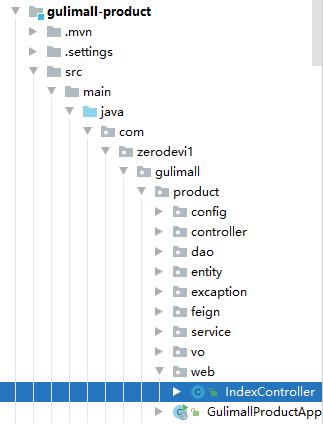 gulimall-product
.mvn
.settings
src
main
java
com
zerodevi1
gulimall
product
config
controller
dao
entity
excaption
feign
service
vo
web
IndexController
GulimallProductApp